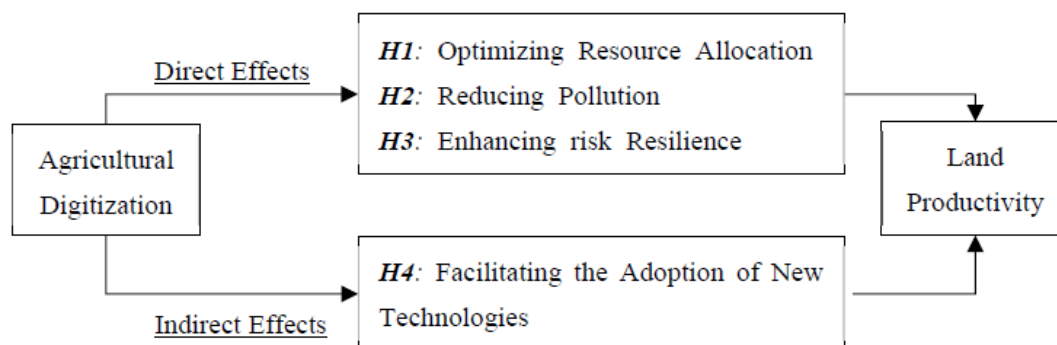 Direct Effects
Agricultural
Digitization
H1: Optimizing Resource Allocation
H2: Reducing Pollution
H3: Enhancing risk Resilience
Land
Productivity
H4: Facilitating the Adoption of New
Technologies
Indirect Effects